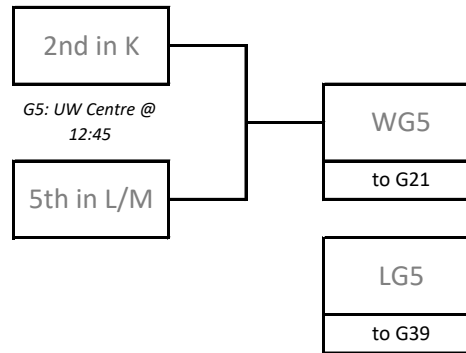 2nd in K
G5: UW Centre @
12:45
5th in L/M
WG5
to G21
LG5
to G39